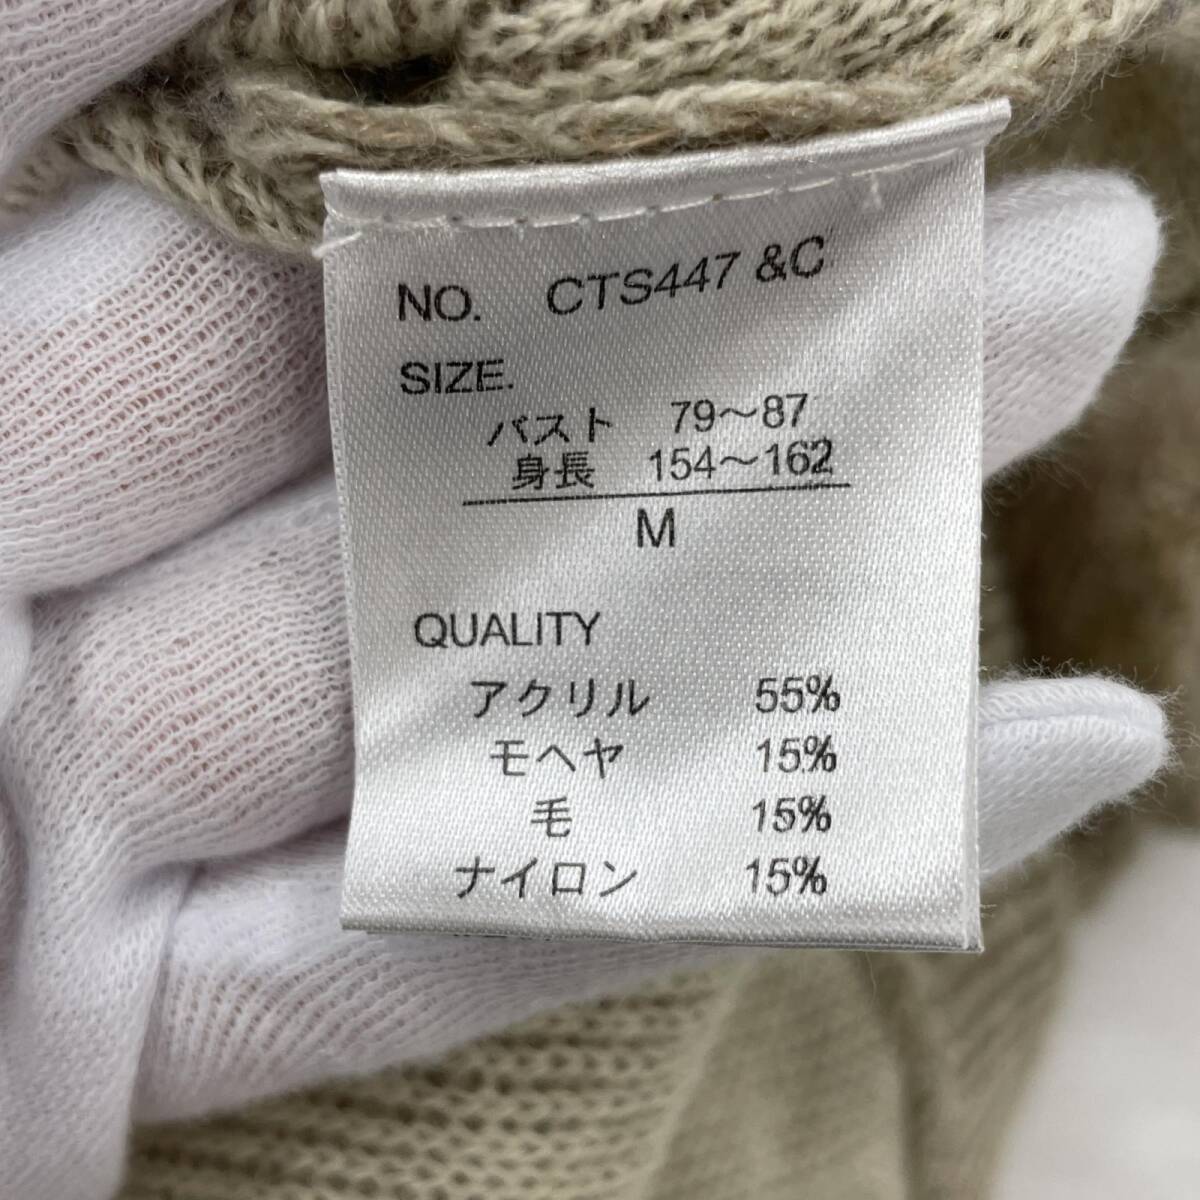 NO. CTS447 &C
SIZE.
バスト 79～87
身長 154～162
M
QUALITY
アクリル 55%
モヘヤ 15%
毛 15%
ナイロン 15%